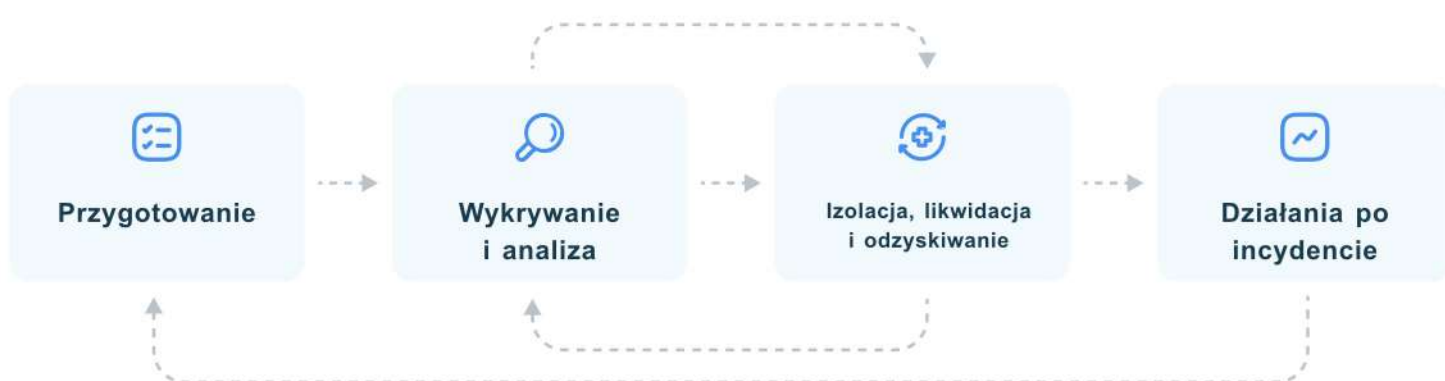 Przygotowanie
Wykrywanie
i analiza
Izolacja, likwidacja
i odzyskiwanie
Działania po
incydencie